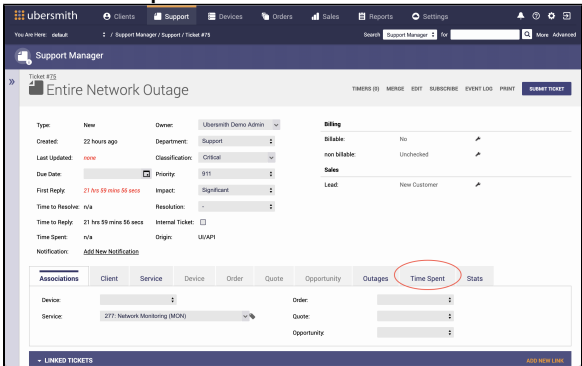 ubersmith Clients Support Devices Orders Sales Reports Settings
You Are Here: default / Support Manager / Support / Ticket #75 Search Support Manager for More Advanced
Support Manager
Ticket #75
Entire Network Outage TIMERS (0) MERGE EDIT SUBSCRIBE EVENT LOG PRINT SUBMIT TICKET
Type: New Owner: Ubersmith Demo Admin Billing
Created: 22 hours ago Department: Support Billable: No
Last Updated: none Classification: Critical non billable: Unchecked
Due Date: Priority: 911 Sales
First Reply: 21 hrs 59 mins 56 secs Impact: Significant Lead: New Customer
Time to Resolve: n/a Resolution: -
Time to Reply: 21 hrs 59 mins 56 secs Internal Ticket:
Time Spent: n/a Origin: UI/API
Notification: Add New Notification
Associations Client Service Device Order Quote Opportunity Outages Time Spent Stats
Device: Order:
Service: 277: Network Monitoring (MON) Quote:
Opportunity:
LINKED TICKETS ADD NEW LINK